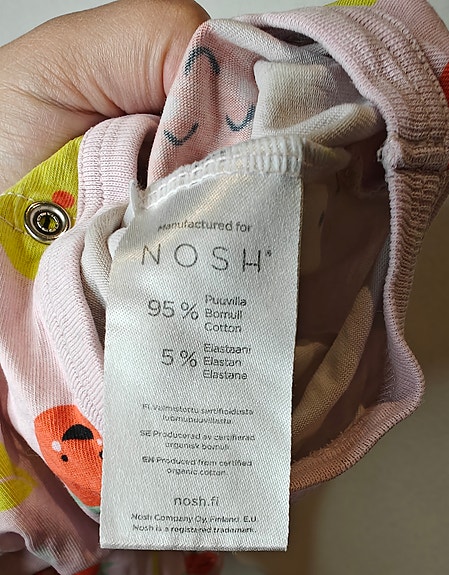 Manufactured for
NOSH®
95 % Puuvilla
Bomull
Cotton
5 % Elastaani
Elastan
Elastane
FI Valmistettu sertifioidusta
luomupuuvillasta
SE Producerad av certifierad
organisk bomull
EN Produced from certified
organic cotton
nosh.fi
Nosh Company Oy, Finland, E.U.
Nosh is a registered trademark.